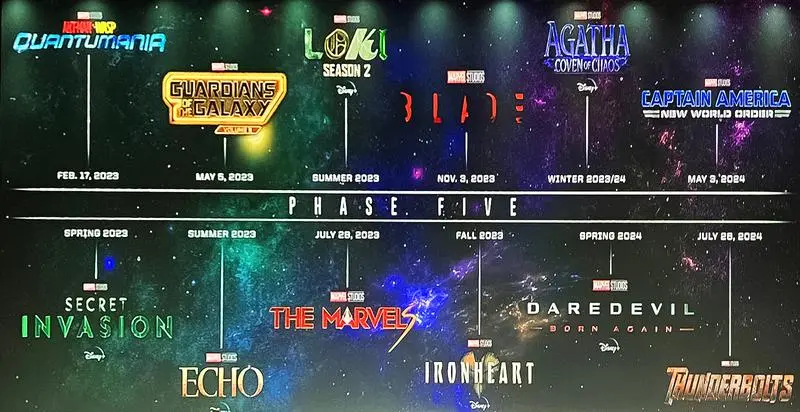 MARVEL STUDIOS
ANT-MAN AND THE WASP
QUANTUMANIA
FEB. 17, 2023
MARVEL STUDIOS
GUARDIANS
OF THE GALAXY
VOLUME 3
MAY 5, 2023
MARVEL STUDIOS
LOKI
SEASON 2
Disney+
SUMMER 2023
MARVEL STUDIOS
BLADE
NOV. 3, 2023
MARVEL STUDIOS
AGATHA
COVEN OF CHAOS
Disney+
WINTER 2023/24
MARVEL STUDIOS
CAPTAIN AMERICA
NEW WORLD ORDER
MAY 3, 2024
PHASE FIVE
SPRING 2023
MARVEL STUDIOS
SECRET
INVASION
Disney+
SUMMER 2023
MARVEL STUDIOS
ECHO
Disney+
JULY 28, 2023
MARVEL STUDIOS
THE MARVELS
FALL 2023
MARVEL STUDIOS
IRONHEART
Disney+
SPRING 2024
MARVEL STUDIOS
DAREDEVIL
BORN AGAIN
Disney+
JULY 26, 2024
MARVEL STUDIOS
THUNDERBOLTS